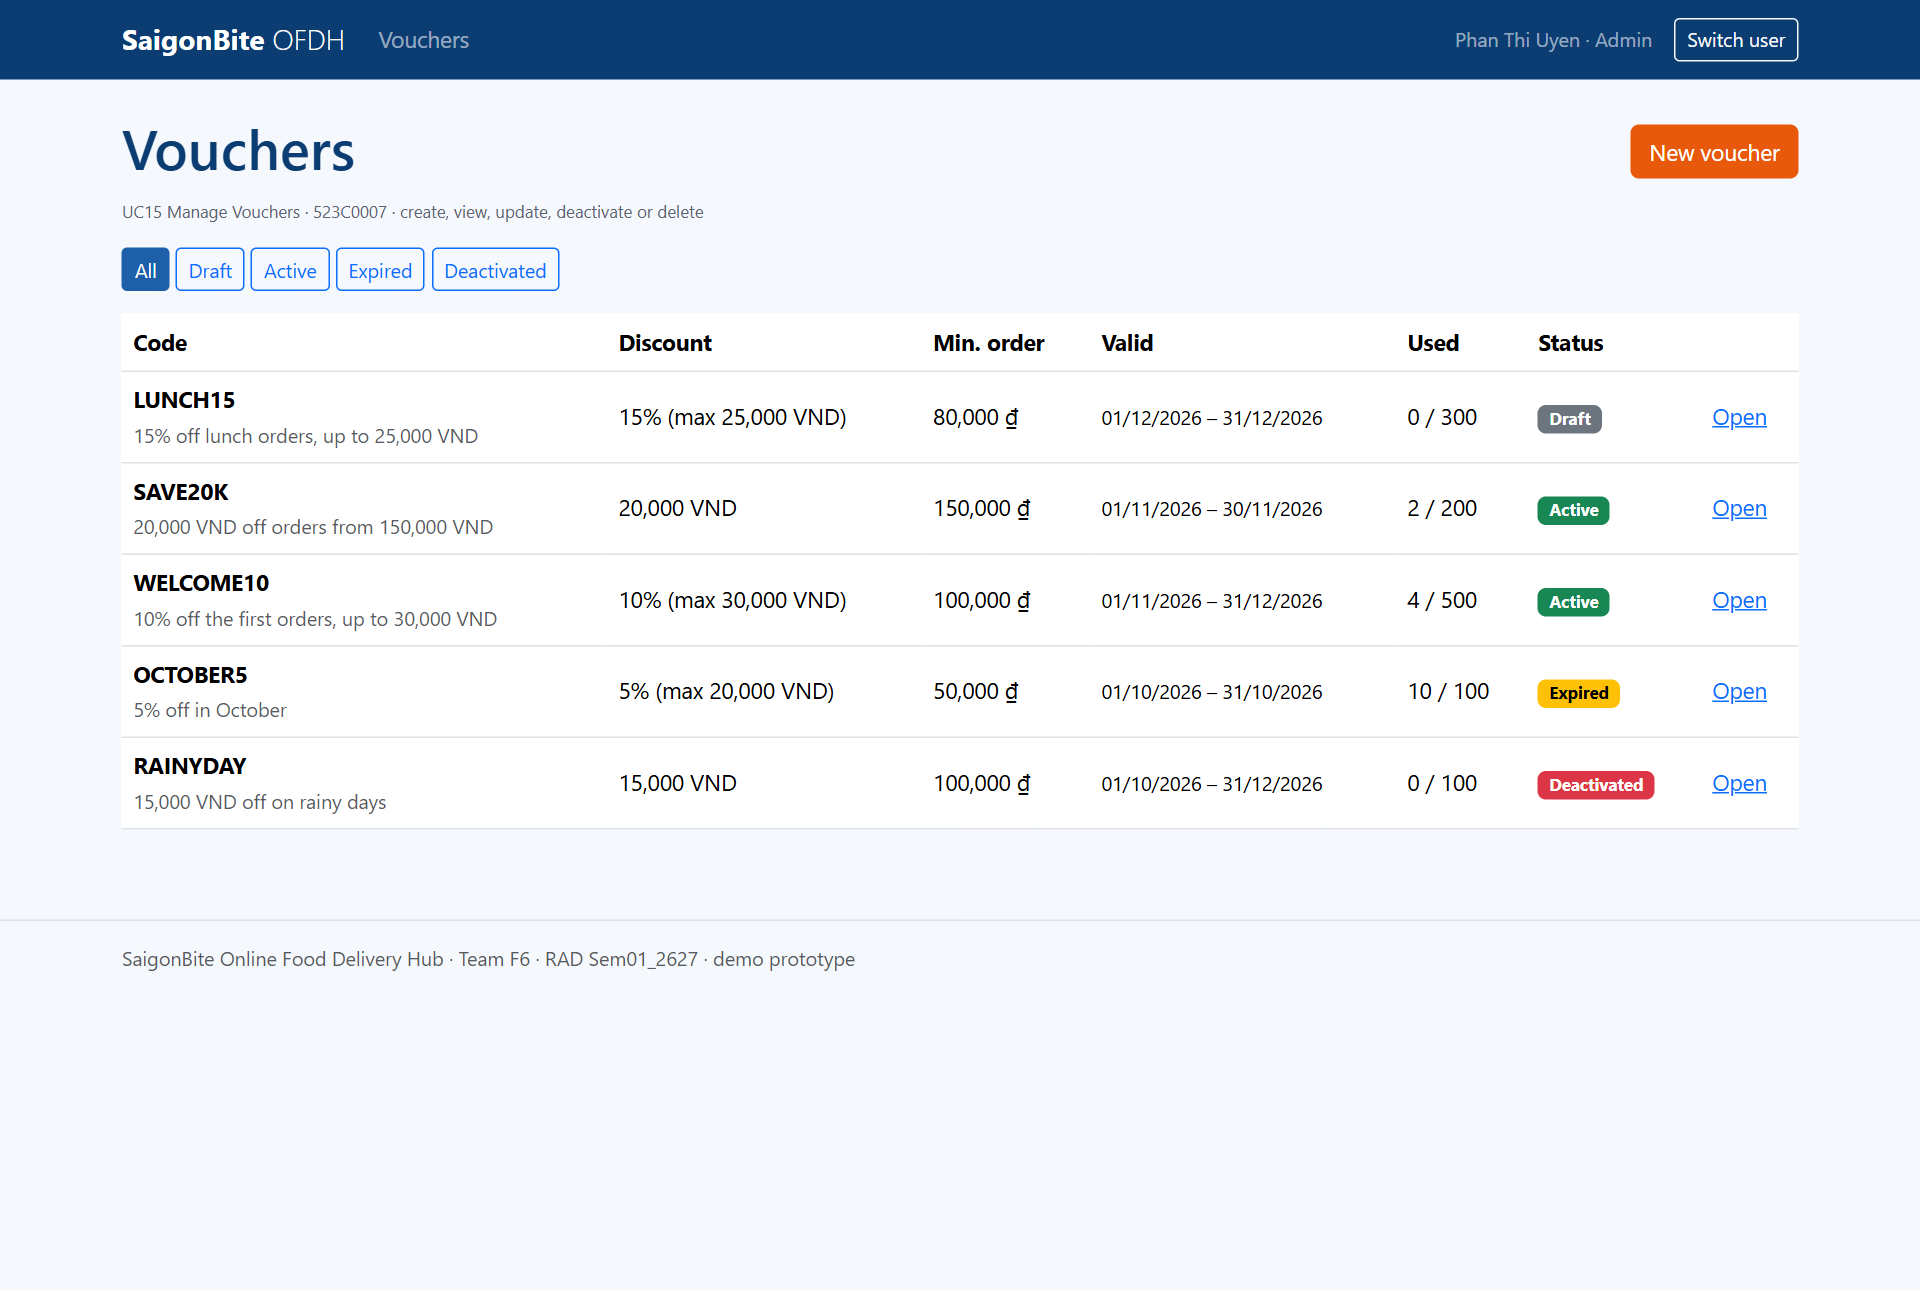 SaigonBite OFDH Vouchers Phan Thi Uyen · Admin Switch user
Vouchers New voucher
UC15 Manage Vouchers · 523C0007 · create, view, update, deactivate or delete
All Draft Active Expired Deactivated
Code Discount Min. order Valid Used Status
LUNCH15
15% off lunch orders, up to 25,000 VND
15% (max 25,000 VND) 80,000 ₫ 01/12/2026 – 31/12/2026 0 / 300 Draft Open
SAVE20K
20,000 VND off orders from 150,000 VND
20,000 VND 150,000 ₫ 01/11/2026 – 30/11/2026 2 / 200 Active Open
WELCOME10
10% off the first orders, up to 30,000 VND
10% (max 30,000 VND) 100,000 ₫ 01/11/2026 – 31/12/2026 4 / 500 Active Open
OCTOBER5
5% off in October
5% (max 20,000 VND) 50,000 ₫ 01/10/2026 – 31/10/2026 10 / 100 Expired Open
RAINYDAY
15,000 VND off on rainy days
15,000 VND 100,000 ₫ 01/10/2026 – 31/12/2026 0 / 100 Deactivated Open
SaigonBite Online Food Delivery Hub · Team F6 · RAD Sem01_2627 · demo prototype